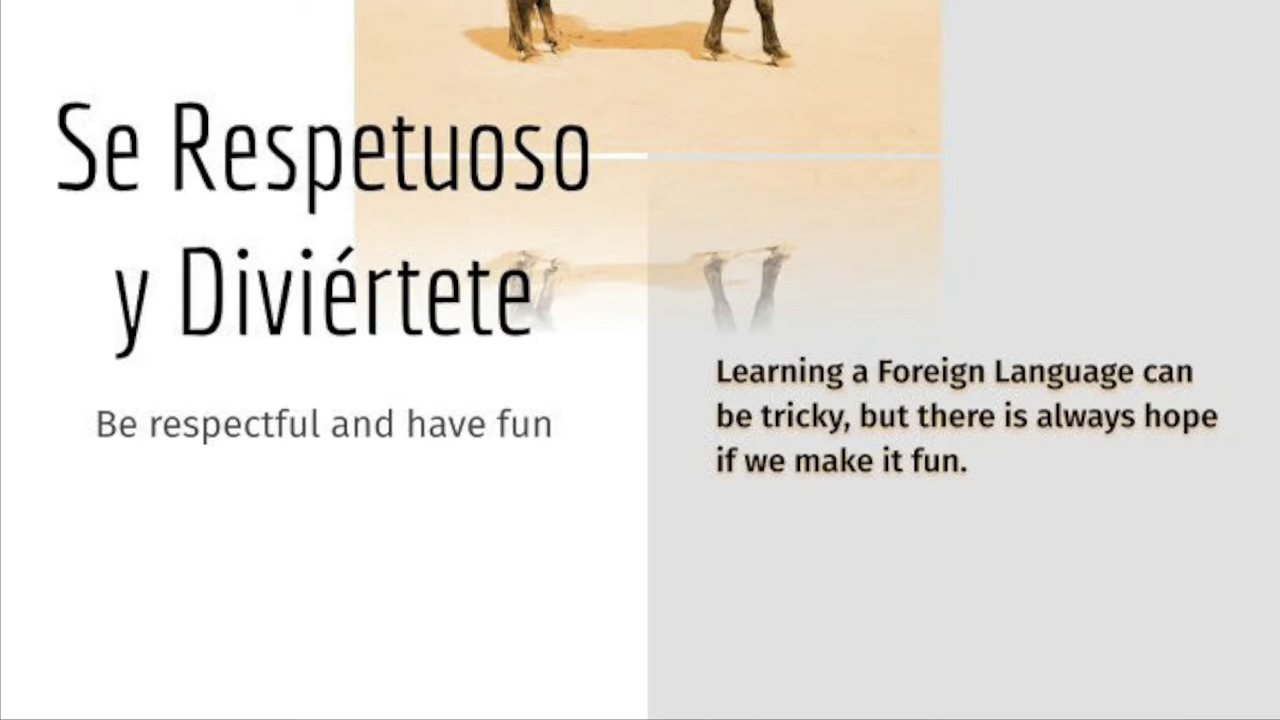 Se Respetuoso
y Diviértete
Be respectful and have fun
Learning a Foreign Language can
be tricky, but there is always hope
if we make it fun.